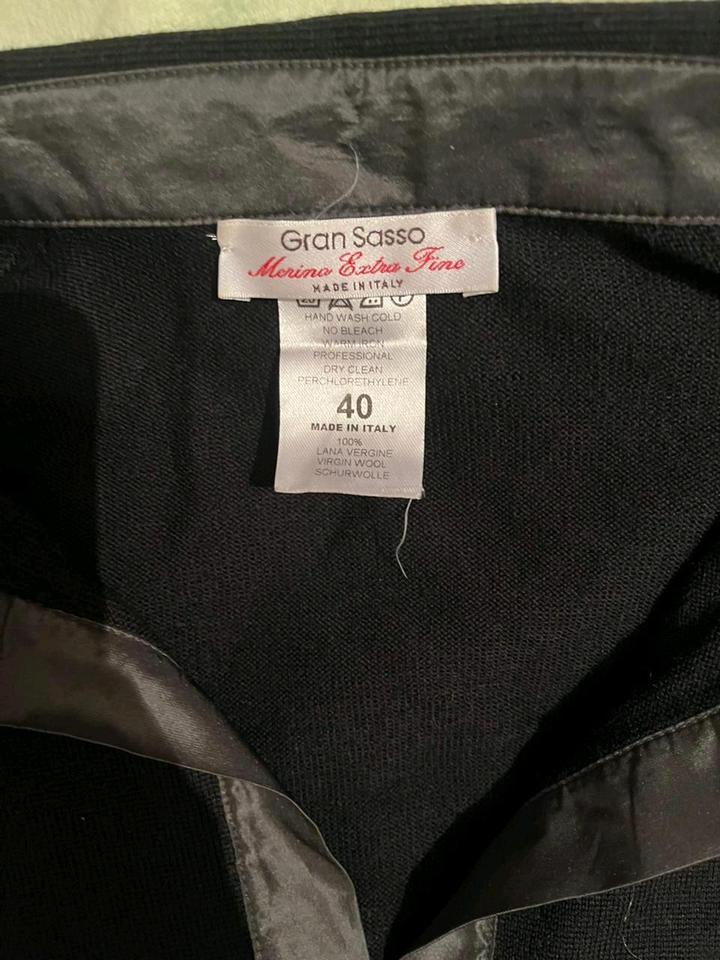 Gran Sasso
Merino Extra Fine
MADE IN ITALY
HAND WASH COLD
NO BLEACH
WARM IRON
PROFESSIONAL
DRY CLEAN
PERCHLORETHYLENE
40
MADE IN ITALY
100%
LANA VERGINE
VIRGIN WOOL
SCHURWOLLE